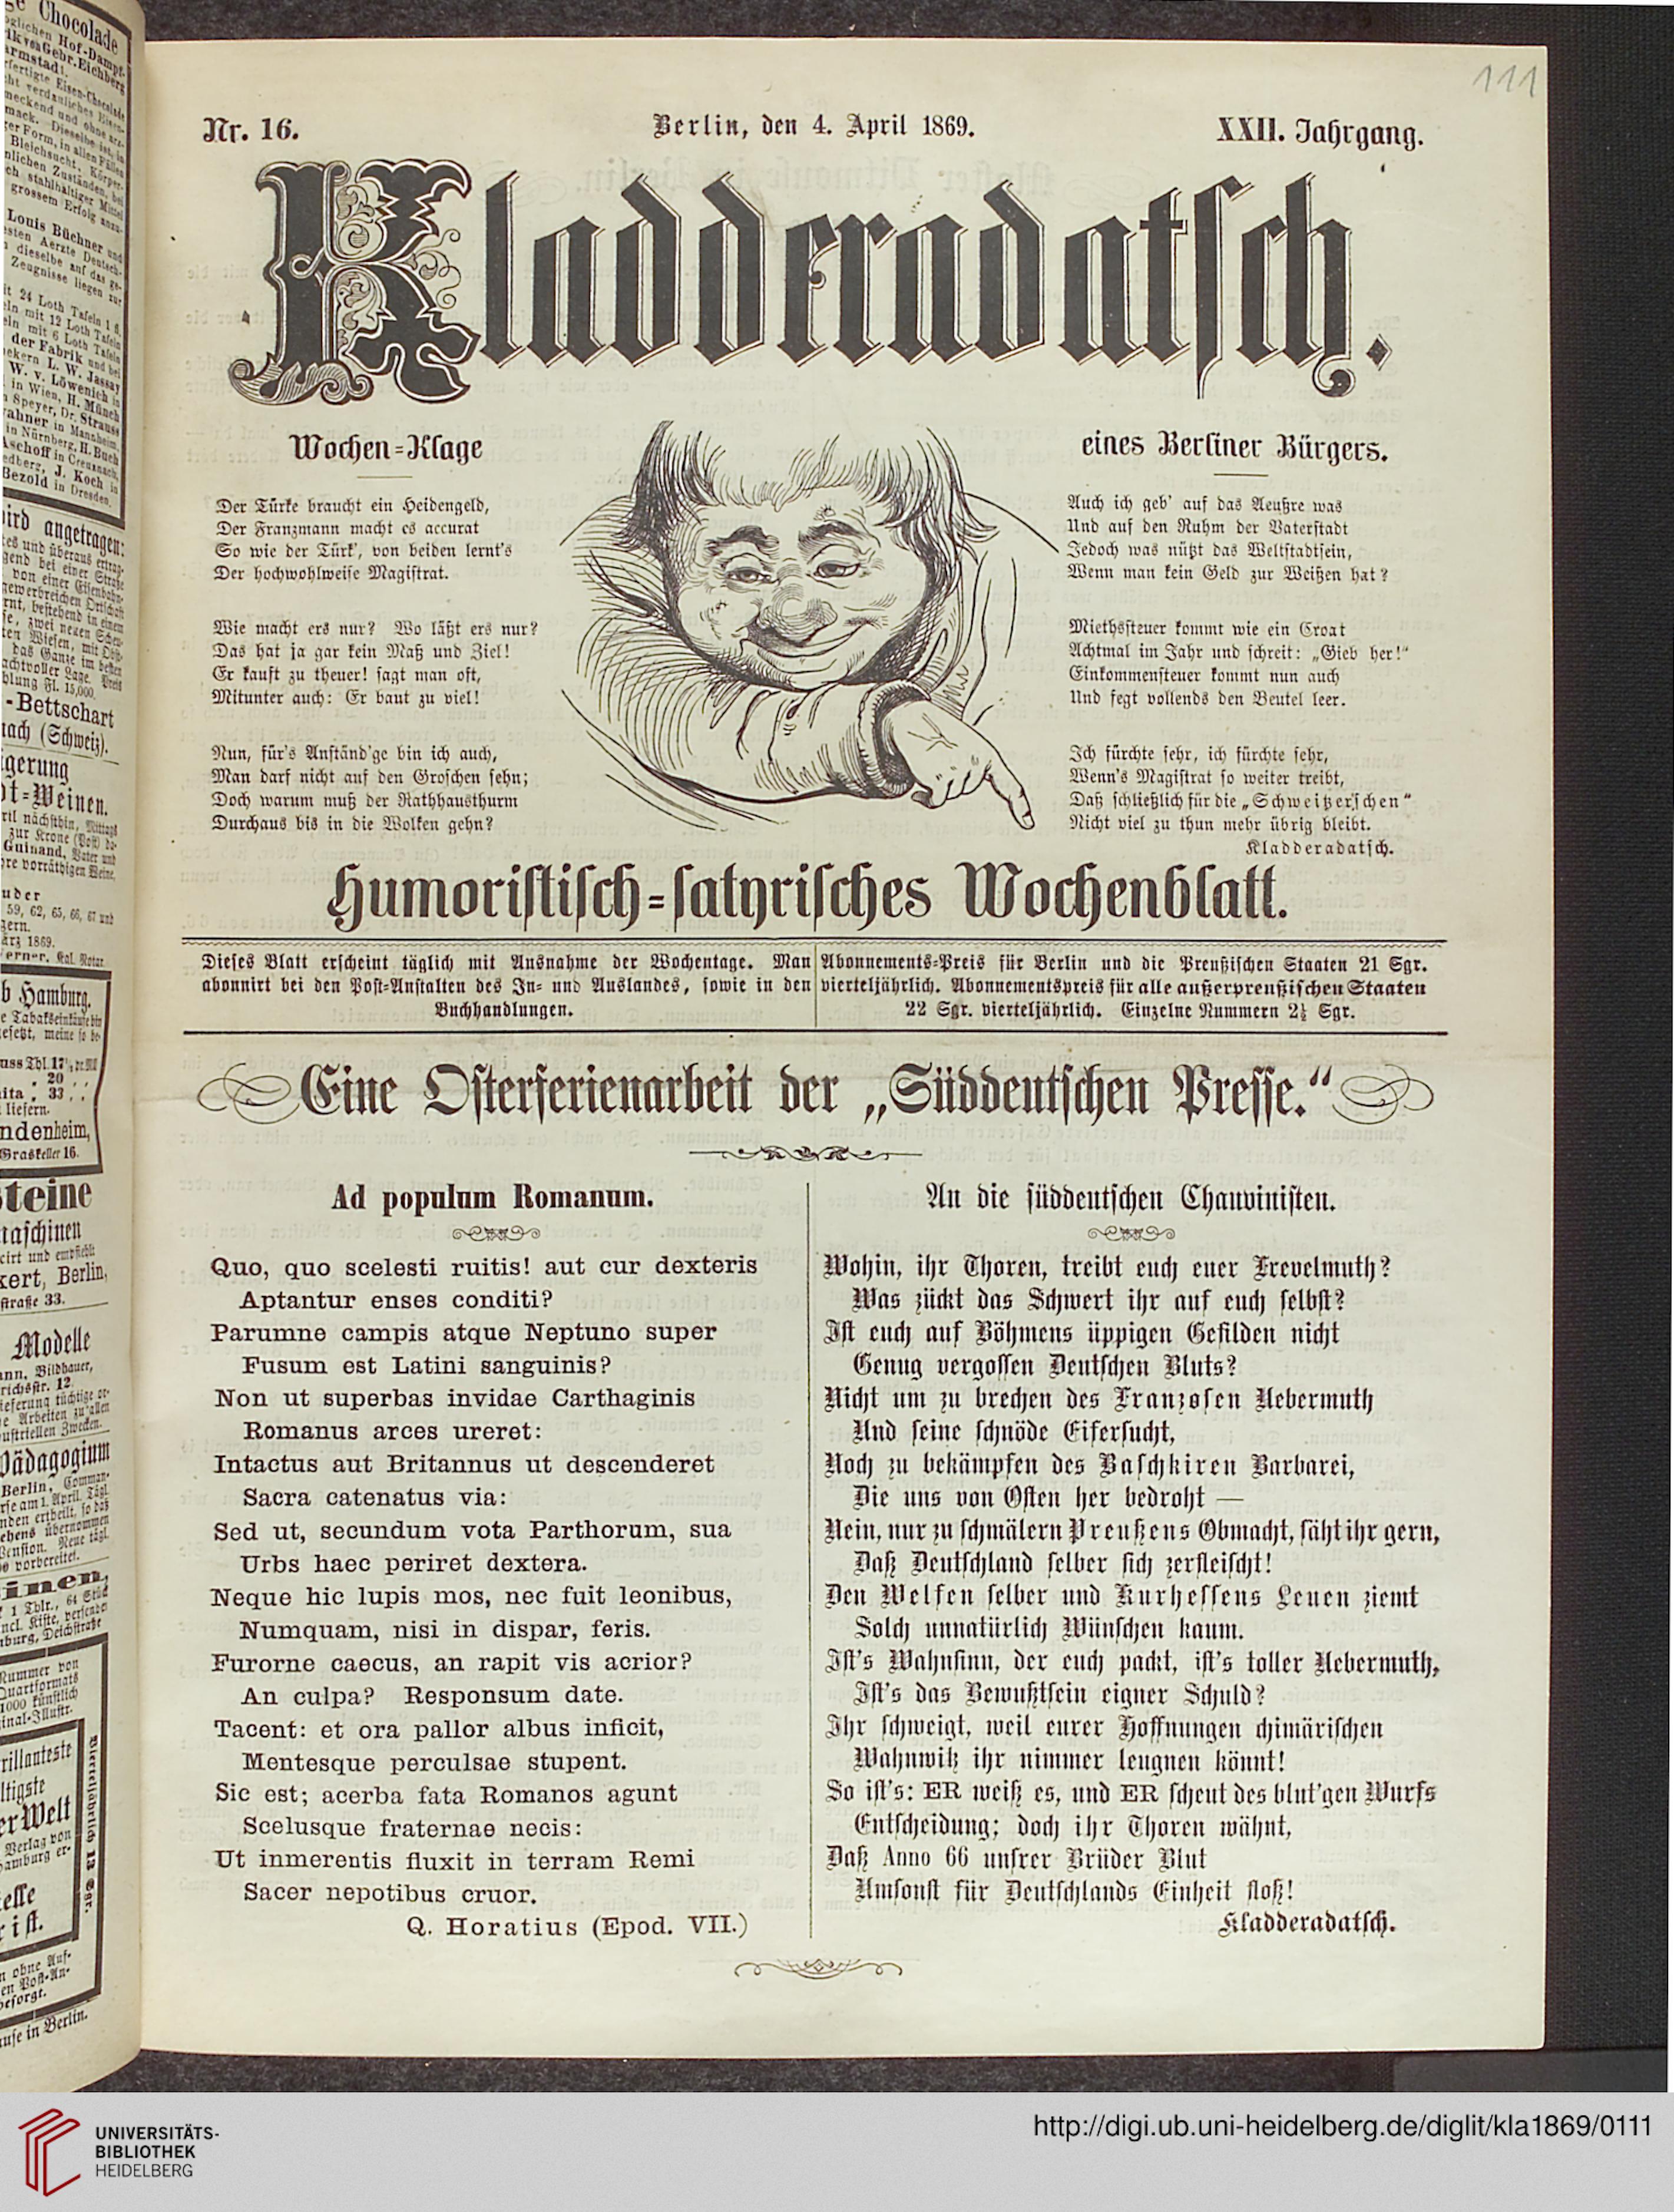 111
Nr. 16.
Berlin, den 4. April 1869.
XXII. Jahrgang.
Kladderadatsch.
Wochen-Klage
Der Türke braucht ein Heidengeld,
Der Franzmann macht es accurat
So wie der Türk', von beiden lernt's
Der hochwohlweise Magistrat.
Wie macht ers nur? Wo läßt ers nur?
Das hat ja gar kein Maß und Ziel!
Er kauft zu theuer! sagt man oft,
Mitunter auch: Er baut zu viel!
Nun, für's Anständ'ge bin ich auch,
Man darf nicht auf den Groschen sehn;
Doch warum muß der Rathhausthurm
Durchaus bis in die Wolken gehn?
eines Berliner Bürgers.
Auch ich geb' auf das Aeußre was
Und auf den Ruhm der Vaterstadt
Jedoch was nützt das Weltstadtsein,
Wenn man kein Geld zur Weißen hat?
Miethssteuer kommt wie ein Croat
Achtmal im Jahr und schreit: „Gieb her!"
Einkommensteuer kommt nun auch
Und fegt vollends den Beutel leer.
Ich fürchte sehr, ich fürchte sehr,
Wenn's Magistrat so weiter treibt,
Daß schließlich für die „Schweitzer'schen"
Nicht viel zu thun mehr übrig bleibt.
Kladderadatsch.
Humoristisch-satyrisches Wochenblatt.
Dieses Blatt erscheint täglich mit Ausnahme der Wochentage. Man
abonnirt bei den Post-Anstalten des In- und Auslandes, sowie in den
Buchhandlungen.
Abonnements-Preis für Berlin und die Preußischen Staaten 21 Sgr.
vierteljährlich. Abonnementspreis für alle außerpreußischen Staaten
22 Sgr. vierteljährlich. Einzelne Nummern 2½ Sgr.
Eine Osterferienarbeit der „Süddeutschen Presse."
Ad populum Romanum.
Quo, quo scelesti ruitis! aut cur dexteris
Aptantur enses conditi?
Parumne campis atque Neptuno super
Fusum est Latini sanguinis?
Non ut superbas invidae Carthaginis
Romanus arces ureret:
Intactus aut Britannus ut descenderet
Sacra catenatus via:
Sed ut, secundum vota Parthorum, sua
Urbs haec periret dextera.
Neque hic lupis mos, nec fuit leonibus,
Numquam, nisi in dispar, feris.
Furorne caecus, an rapit vis acrior?
An culpa? Responsum date.
Tacent: et ora pallor albus inficit,
Mentesque perculsae stupent.
Sic est; acerba fata Romanos agunt
Scelusque fraternae necis:
Ut inmerentis fluxit in terram Remi
Sacer nepotibus cruor.
Q. Horatius (Epod. VII.)
An die süddeutschen Chauvinisten.
Wohin, ihr Thoren, treibt euch euer Frevelmuth?
Was zückt das Schwert ihr auf euch selbst?
Ist euch auf Böhmens üppigen Gefilden nicht
Genug vergossen Deutschen Bluts?
Nicht um zu brechen des Franzosen Uebermuth
Und seine schnöde Eifersucht,
Noch zu bekämpfen des Baschkiren Barbarei,
Die uns von Osten her bedroht —
Nein, nur zu schmälern Preußens Obmacht, säht ihr gern,
Daß Deutschland selber sich zerfleischt!
Den Welfen selber und Kurhessens Leuen ziemt
Solch unnatürlich Wünschen kaum.
Ist's Wahnsinn, der euch packt, ist's toller Uebermuth,
Ist's das Bewußtsein eigner Schuld?
Ihr schweigt, weil eurer Hoffnungen chimärischen
Wahnwitz ihr nimmer leugnen könnt!
So ist's: ER weiß es, und ER scheut des blut'gen Wurfs
Entscheidung; doch ihr Thoren wähnt,
Daß Anno 66 unsrer Brüder Blut
Umsonst für Deutschlands Einheit floß!
Kladderadatsch.
UNIVERSITÄTS-
BIBLIOTHEK
HEIDELBERG
http://digi.ub.uni-heidelberg.de/diglit/kla1869/0111